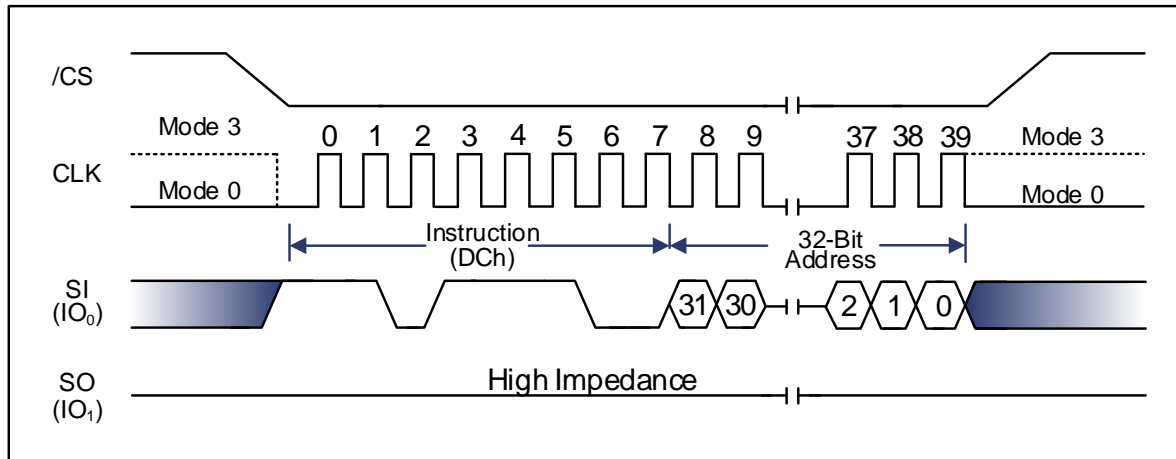 /CS
Mode 3
CLK
Mode 0
0 1 2 3 4 5 6 7 8 9 37 38 39
Mode 3
Mode 0
Instruction
(DCh)
32-Bit
Address
SI
(IO₀)
31 30 2 1 0
SO
(IO₁)
High Impedance